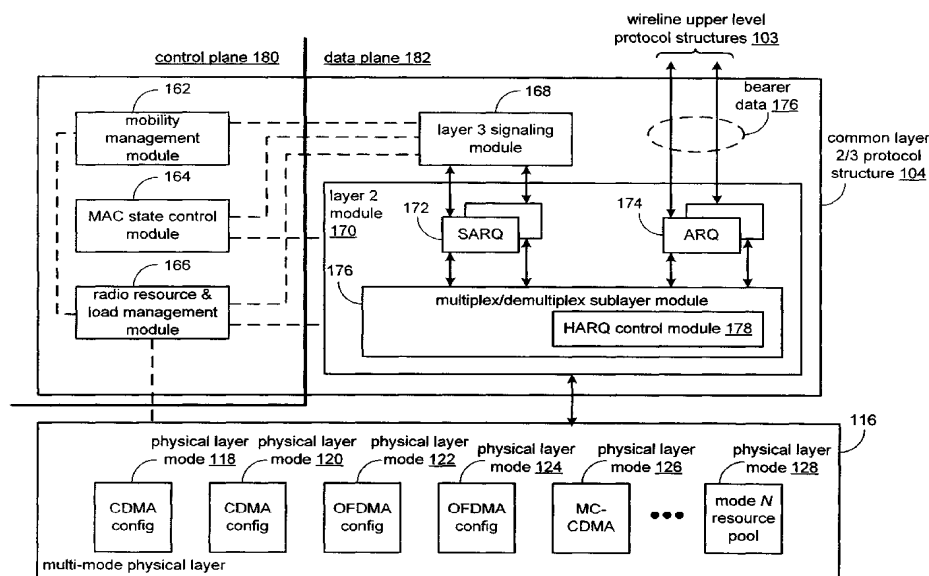 wireline upper level
protocol structures 103
control plane 180
data plane 182
162
mobility
management
module
168
layer 3 signaling
module
bearer
data 176
common layer
2/3 protocol
structure 104
164
MAC state control
module
layer 2
module
170
172
SARQ
174
ARQ
166
radio resource &
load management
module
176
multiplex/demultiplex sublayer module
HARQ control module 178
116
physical layer
mode 118
physical layer
mode 120
physical layer
mode 122
physical layer
mode 124
physical layer
mode 126
physical layer
mode 128
CDMA
config
CDMA
config
OFDMA
config
OFDMA
config
MC-
CDMA
mode N
resource
pool
multi-mode physical layer